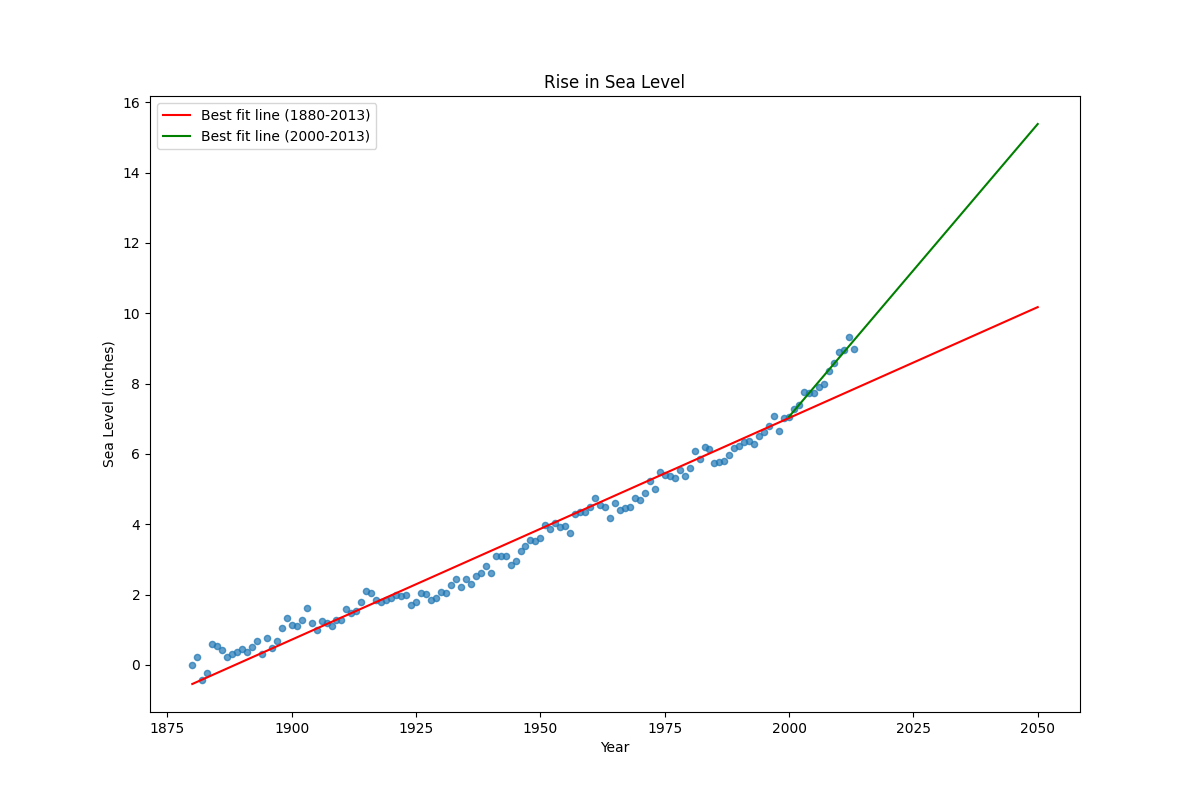 Rise in Sea Level
Best fit line (1880-2013)
Best fit line (2000-2013)
Sea Level (inches)
16
14
12
10
8
6
4
2
0
1875 1900 1925 1950 1975 2000 2025 2050
Year